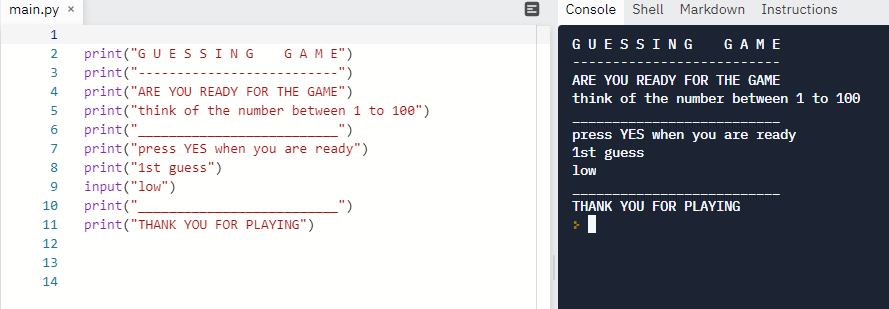 main.py ×
1
2 print("G U E S S I N G    G A M E")
3 print("--------------------------")
4 print("ARE YOU READY FOR THE GAME")
5 print("think of the number between 1 to 100")
6 print("__________________________")
7 print("press YES when you are ready")
8 print("1st guess")
9 input("low")
10 print("__________________________")
11 print("THANK YOU FOR PLAYING")
12
13
14
Console Shell Markdown Instructions
G U E S S I N G    G A M E
--------------------------
ARE YOU READY FOR THE GAME
think of the number between 1 to 100
__________________________
press YES when you are ready
1st guess
low
__________________________
THANK YOU FOR PLAYING
>